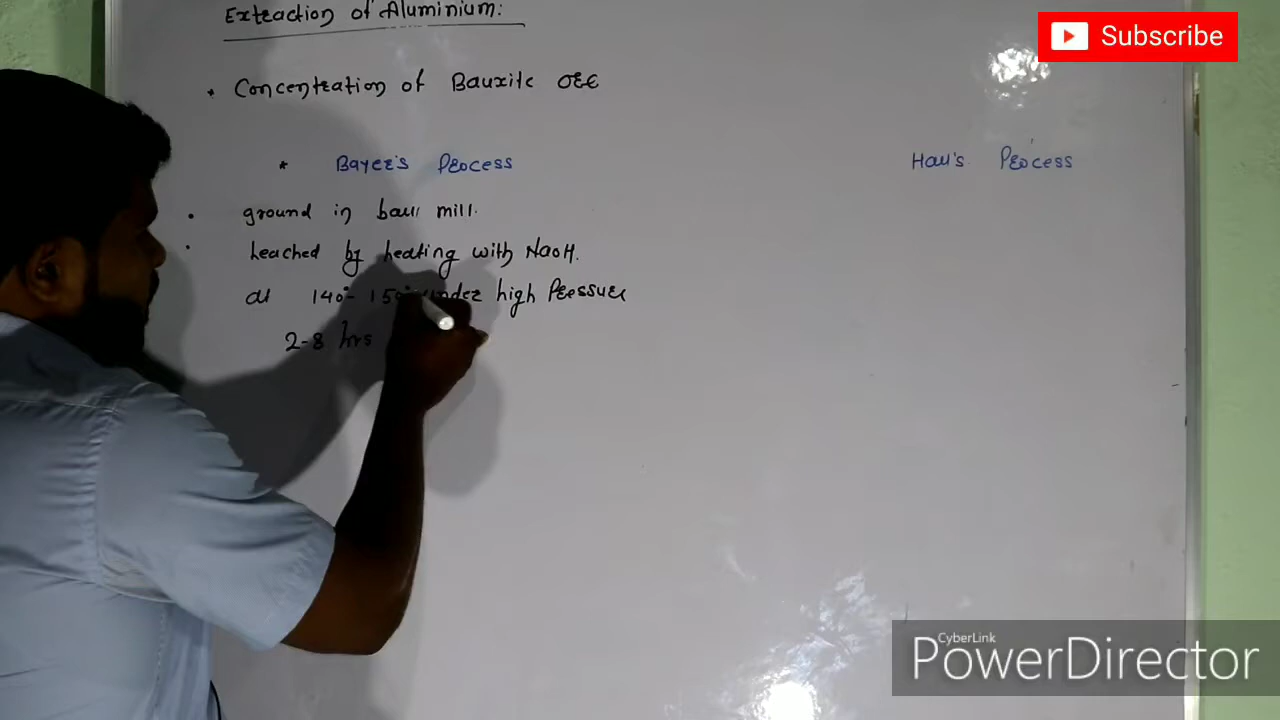 Extraction of Aluminium:
Subscribe
* Concentration of Bauxite Ore
* Bayer's Process
Hall's Process
• ground in ball mill.
• Leached by heating with NaOH.
at 140°- 150° under high Pressure
2-8 hrs
CyberLink
PowerDirector